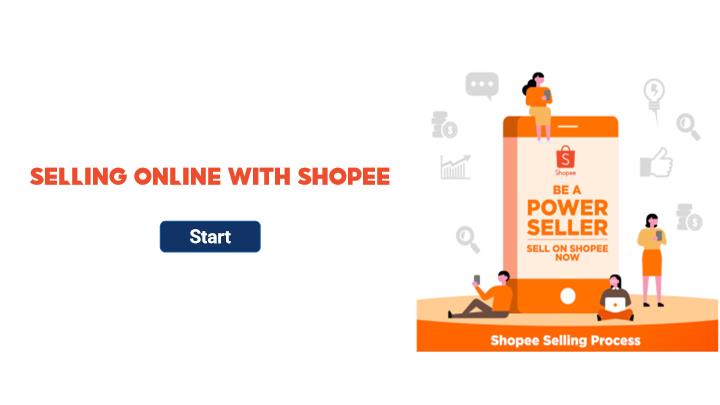 SELLING ONLINE WITH SHOPEE
Start
S
Shopee
BE A
POWER
SELLER
SELL ON SHOPEE
NOW
Shopee Selling Process